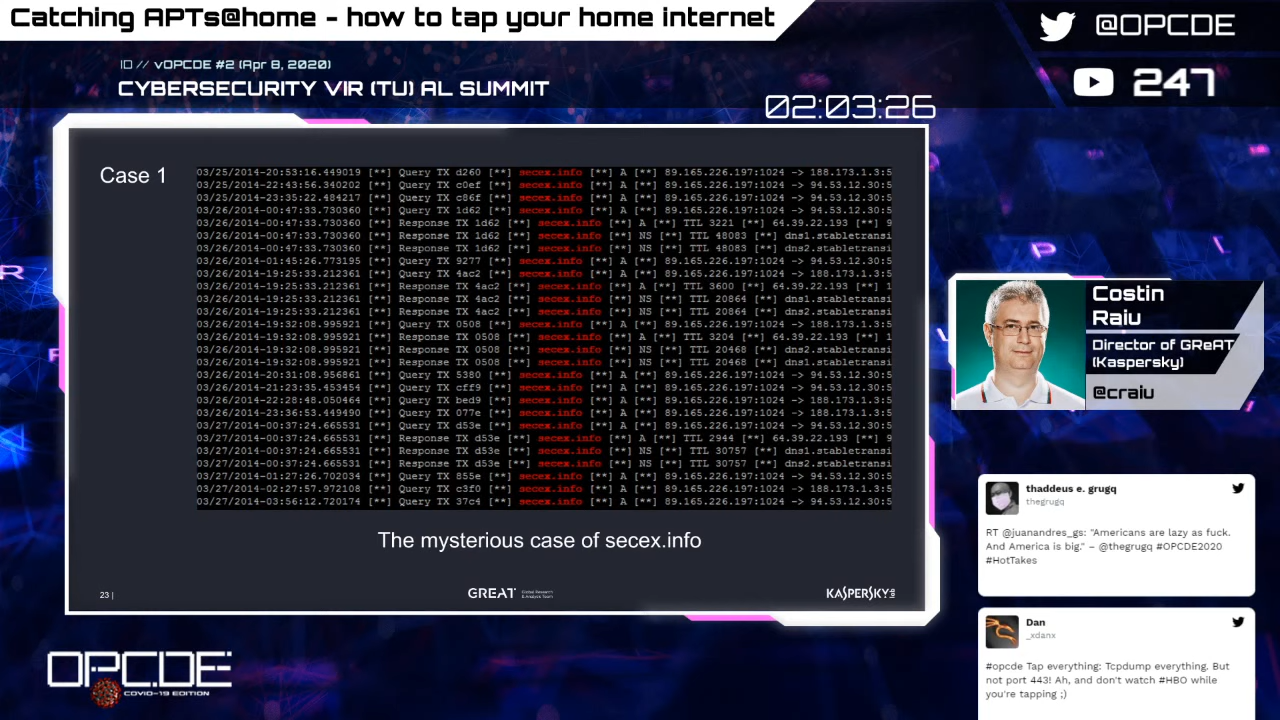 Catching APTs@home - how to tap your home internet
@OPCDE
ID // vOPCDE #2 (Apr 8, 2020)
CYBERSECURITY VIR (TU) AL SUMMIT
247
02:03:26
Case 1
03/25/2014-20:53:16.449019 [**] Query TX d260 [**] secex.info [**] A [**] 89.165.226.197:1024 -> 188.173.1.3:5
03/25/2014-22:43:56.340202 [**] Query TX c0ef [**] secex.info [**] A [**] 89.165.226.197:1024 -> 94.53.12.30:5
03/25/2014-23:35:22.484217 [**] Query TX c86f [**] secex.info [**] A [**] 89.165.226.197:1024 -> 94.53.12.30:5
03/26/2014-00:47:33.730360 [**] Query TX 1d62 [**] secex.info [**] A [**] 89.165.226.197:1024 -> 94.53.12.30:5
03/26/2014-00:47:33.730360 [**] Response TX 1d62 [**] secex.info [**] A [**] TTL 3221 [**] 64.39.22.193 [**] 9
03/26/2014-00:47:33.730360 [**] Response TX 1d62 [**] secex.info [**] NS [**] TTL 48083 [**] dns1.stabletransi
03/26/2014-00:47:33.730360 [**] Response TX 1d62 [**] secex.info [**] NS [**] TTL 48083 [**] dns2.stabletransi
03/26/2014-01:45:26.773195 [**] Query TX 9277 [**] secex.info [**] A [**] 89.165.226.197:1024 -> 94.53.12.30:5
03/26/2014-19:25:33.212361 [**] Query TX 4ac2 [**] secex.info [**] A [**] 89.165.226.197:1024 -> 188.173.1.3:5
03/26/2014-19:25:33.212361 [**] Response TX 4ac2 [**] secex.info [**] A [**] TTL 3600 [**] 64.39.22.193 [**] 1
03/26/2014-19:25:33.212361 [**] Response TX 4ac2 [**] secex.info [**] NS [**] TTL 20864 [**] dns1.stabletransi
03/26/2014-19:25:33.212361 [**] Response TX 4ac2 [**] secex.info [**] NS [**] TTL 20864 [**] dns2.stabletransi
03/26/2014-19:32:08.995921 [**] Query TX 0508 [**] secex.info [**] A [**] 89.165.226.197:1024 -> 188.173.1.3:5
03/26/2014-19:32:08.995921 [**] Response TX 0508 [**] secex.info [**] A [**] TTL 3204 [**] 64.39.22.193 [**] 1
03/26/2014-19:32:08.995921 [**] Response TX 0508 [**] secex.info [**] NS [**] TTL 20468 [**] dns1.stabletransi
03/26/2014-19:32:08.995921 [**] Response TX 0508 [**] secex.info [**] NS [**] TTL 20468 [**] dns2.stabletransi
03/26/2014-20:31:08.956861 [**] Query TX 5380 [**] secex.info [**] A [**] 89.165.226.197:1024 -> 188.173.1.3:5
03/26/2014-21:23:35.453454 [**] Query TX cff9 [**] secex.info [**] A [**] 89.165.226.197:1024 -> 94.53.12.30:5
03/26/2014-22:28:48.050464 [**] Query TX bed9 [**] secex.info [**] A [**] 89.165.226.197:1024 -> 94.53.12.30:5
03/26/2014-23:36:53.449490 [**] Query TX 077e [**] secex.info [**] A [**] 89.165.226.197:1024 -> 94.53.12.30:5
03/27/2014-00:37:24.665531 [**] Query TX d53e [**] secex.info [**] A [**] 89.165.226.197:1024 -> 94.53.12.30:5
03/27/2014-00:37:24.665531 [**] Response TX d53e [**] secex.info [**] A [**] TTL 2944 [**] 64.39.22.193 [**] 9
03/27/2014-00:37:24.665531 [**] Response TX d53e [**] secex.info [**] NS [**] TTL 30757 [**] dns1.stabletransi
03/27/2014-00:37:24.665531 [**] Response TX d53e [**] secex.info [**] NS [**] TTL 30757 [**] dns2.stabletransi
03/27/2014-01:27:26.702034 [**] Query TX 855e [**] secex.info [**] A [**] 89.165.226.197:1024 -> 94.53.12.30:5
03/27/2014-02:27:57.972108 [**] Query TX c3f0 [**] secex.info [**] A [**] 89.165.226.197:1024 -> 188.173.1.3:5
03/27/2014-03:56:12.720174 [**] Query TX 37c4 [**] secex.info [**] A [**] 89.165.226.197:1024 -> 94.53.12.30:5
The mysterious case of secex.info
23 |
GREAT Global Research & Analysis Team
KASPERSKY lab
Costin
Raiu
Director of GReAT
(Kaspersky)
@craiu
thaddeus e. grugq
thegrugq
RT @juanandres_gs: "Americans are lazy as fuck.
And America is big." – @thegrugq #OPCDE2020
#HotTakes
Dan
_xdanx
#opcde Tap everything: Tcpdump everything. But
not port 443! Ah, and don't watch #HBO while
you're tapping ;)
OPCDE
COVID-19 EDITION